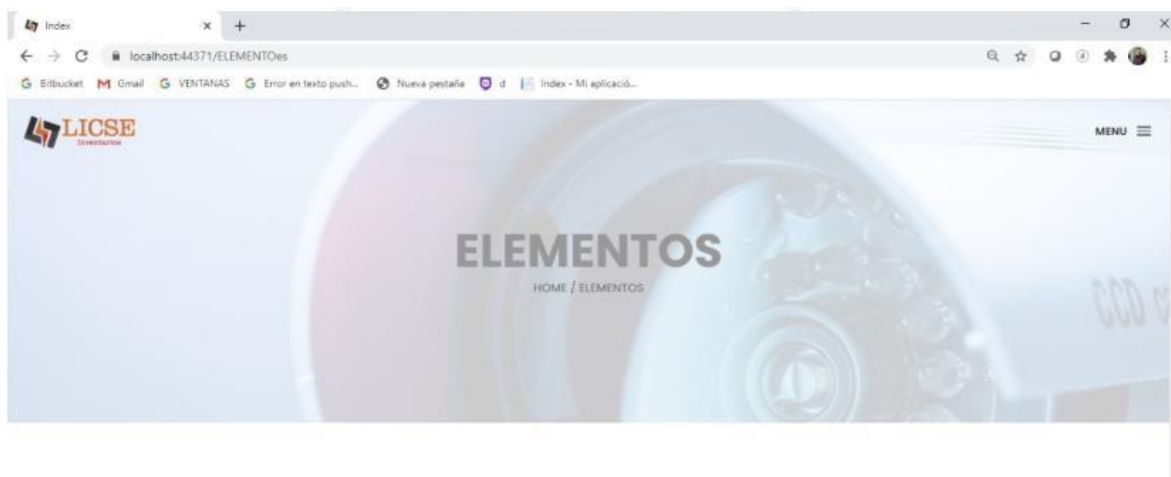 Index
localhost:44371/ELEMENTOes
Bitbucket Gmail VENTANAS Error en texto push... Nueva pestaña d Index - Mi aplicació...
LICSE
Inventarios
MENU
ELEMENTOS
HOME / ELEMENTOS
CCD